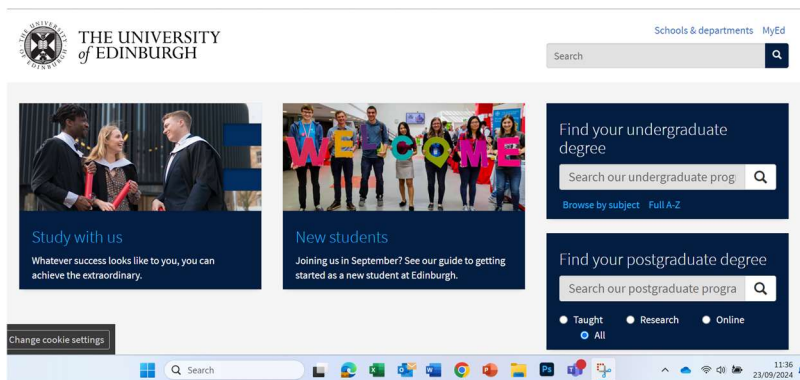 THE UNIVERSITY
of EDINBURGH
Schools & departments MyEd
Search
Study with us
Whatever success looks like to you, you can
achieve the extraordinary.
WELCOME
New students
Joining us in September? See our guide to getting
started as a new student at Edinburgh.
Find your undergraduate
degree
Search our undergraduate prog
Browse by subject Full A-Z
Find your postgraduate degree
Search our postgraduate progra
Taught Research Online
All
Change cookie settings
Search
11:36
23/09/2024